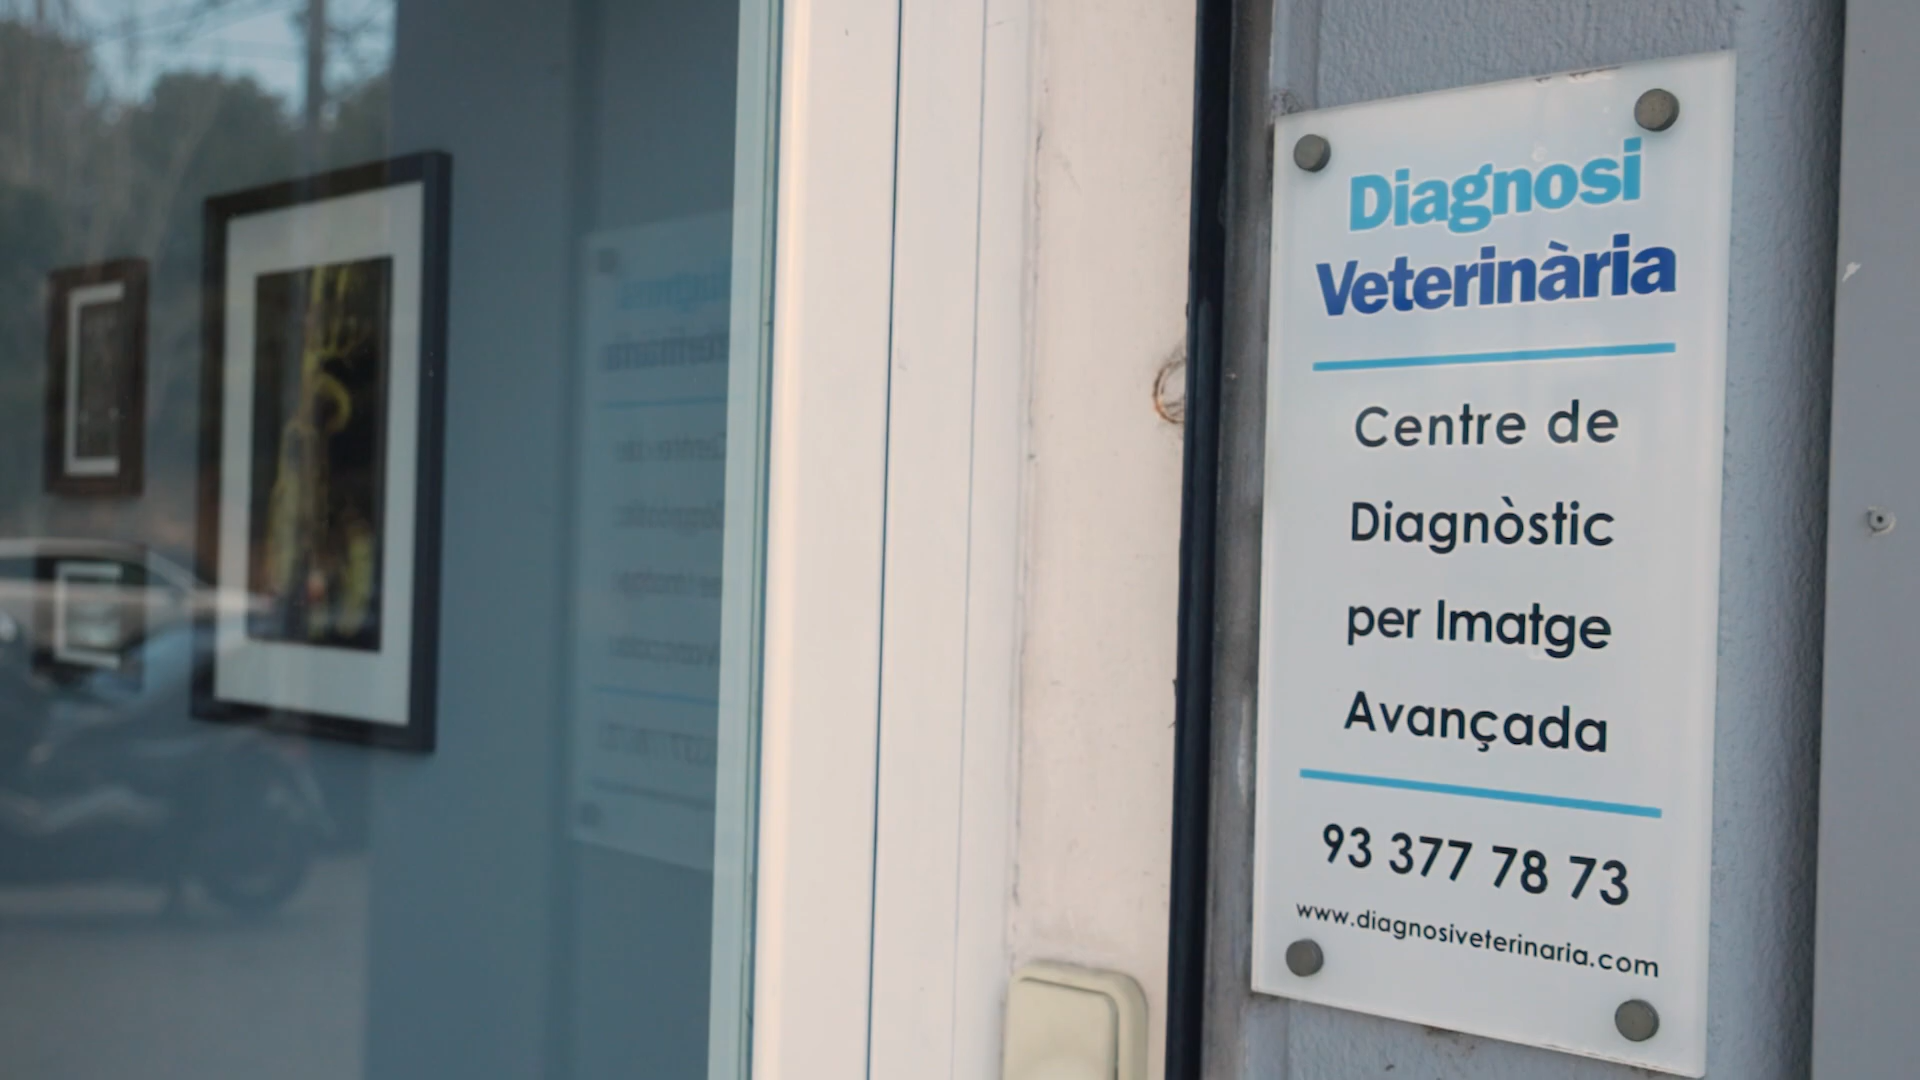 Diagnosi
Veterinària
Centre de
Diagnòstic
per Imatge
Avançada
93 377 78 73
www.diagnosiveterinaria.com